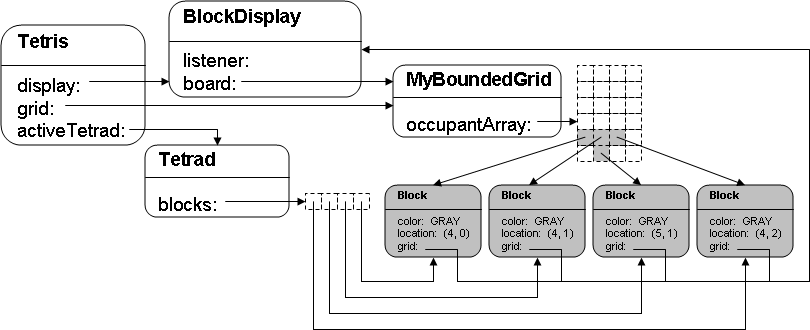 Tetris
display:
grid:
activeTetrad:
BlockDisplay
listener:
board:
MyBoundedGrid
occupantArray:
Tetrad
blocks:
Block
color: GRAY
location: (4, 0)
grid:
Block
color: GRAY
location: (4, 1)
grid:
Block
color: GRAY
location: (5, 1)
grid:
Block
color: GRAY
location: (4, 2)
grid: